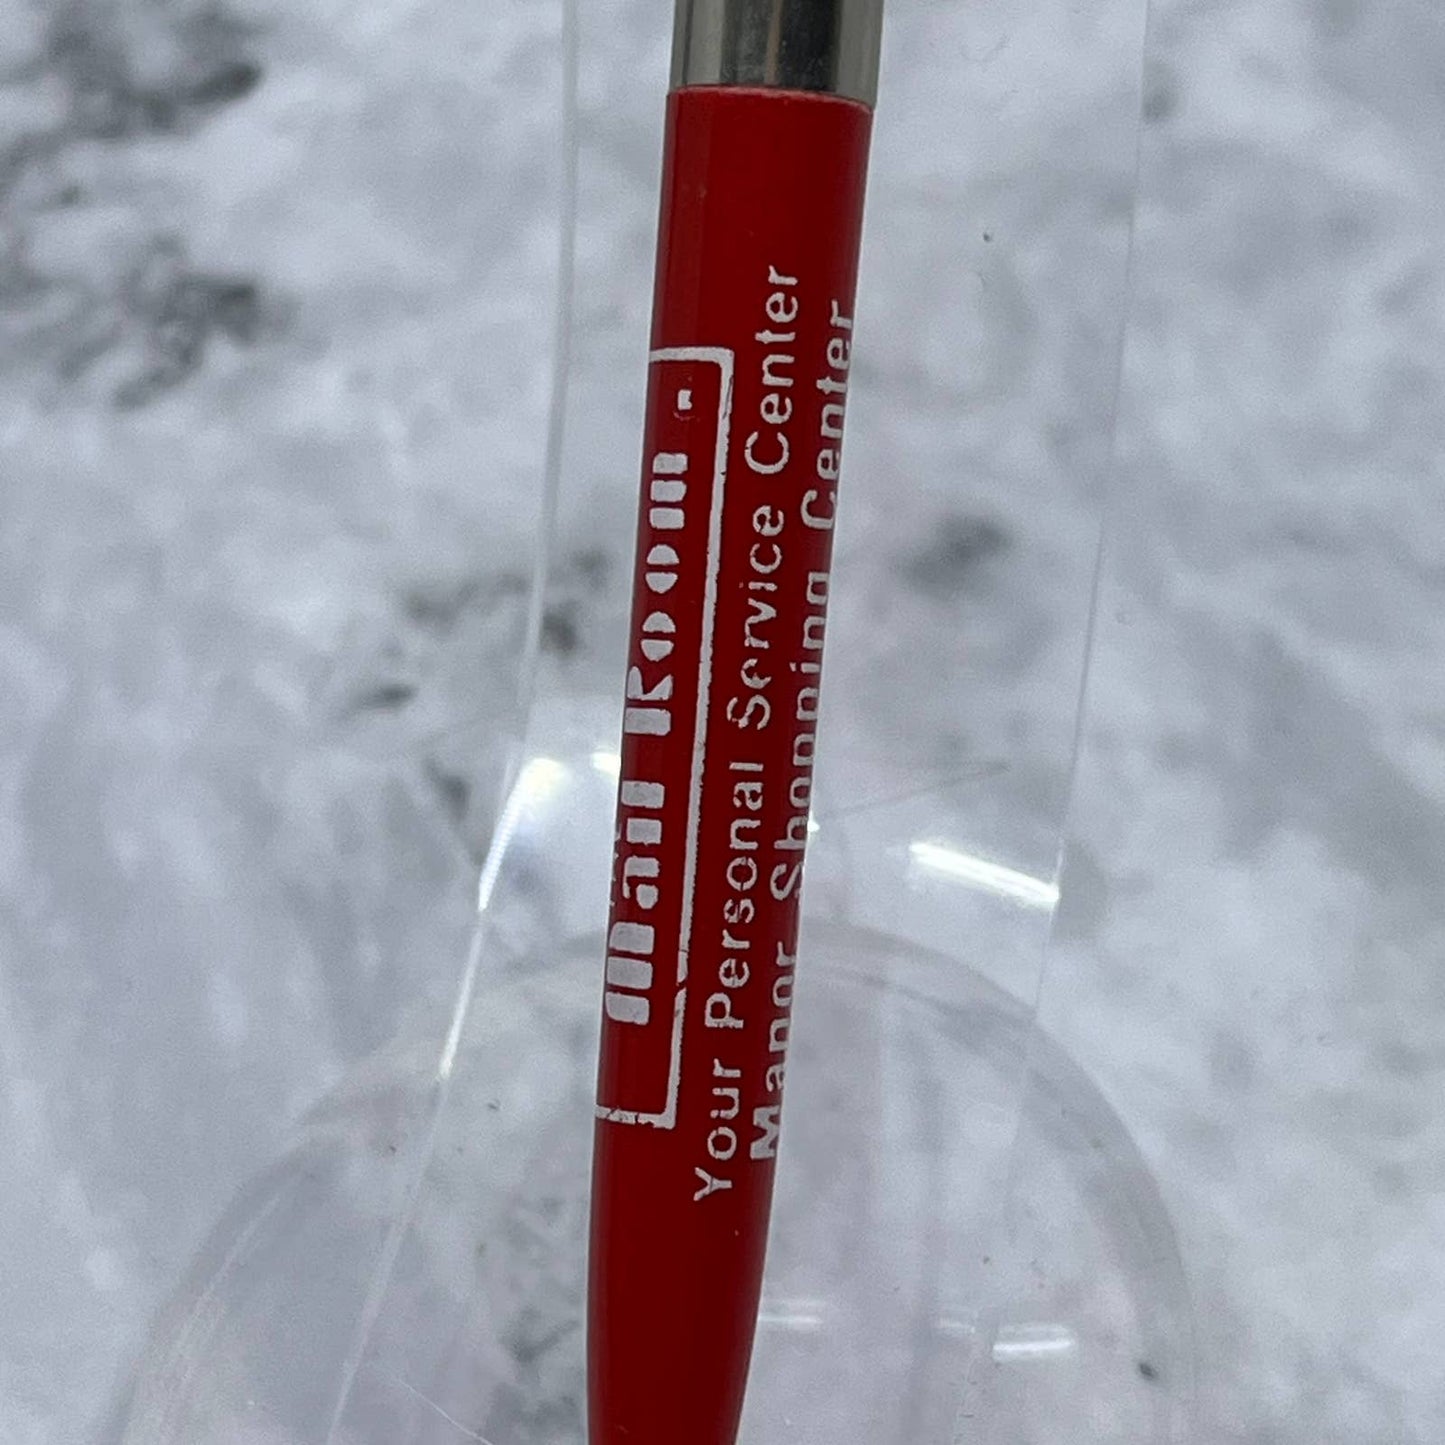 Mail Room
Your Personal Service Center
Manor Shopping Center